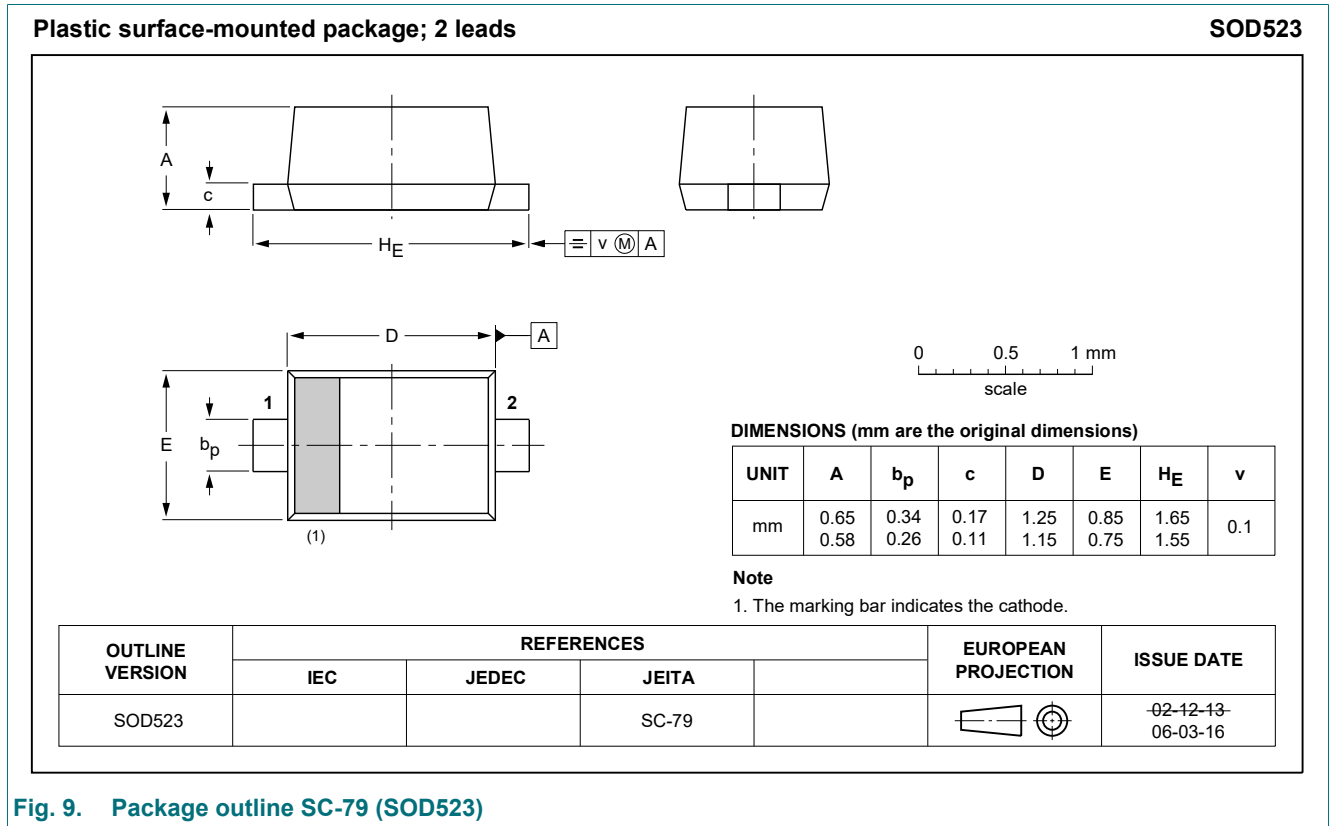 Plastic surface-mounted package; 2 leads SOD523
A
c
HE
v M A
D
A
E
bp
1
2
(1)
0 0.5 1 mm
scale
DIMENSIONS (mm are the original dimensions)
UNIT A bp c D E HE v
mm 0.65 0.58 0.34 0.26 0.17 0.11 1.25 1.15 0.85 0.75 1.65 1.55 0.1
Note
1. The marking bar indicates the cathode.
OUTLINE VERSION REFERENCES EUROPEAN PROJECTION ISSUE DATE
IEC JEDEC JEITA
SOD523 SC-79 02-12-13 06-03-16
Fig. 9. Package outline SC-79 (SOD523)